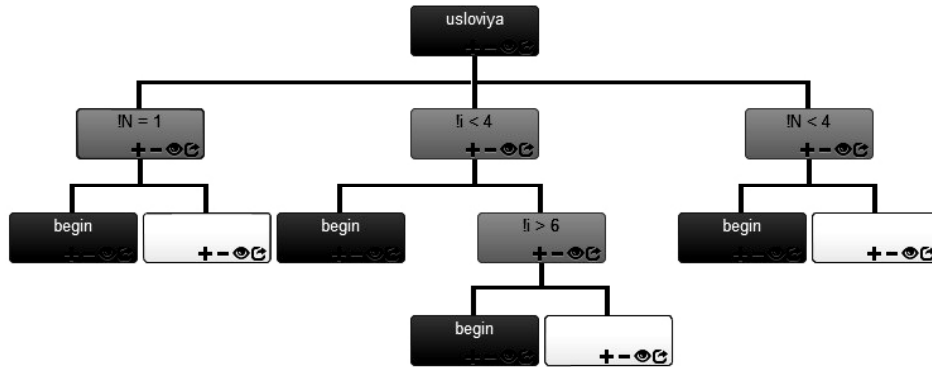 usloviya
!N = 1
!i < 4
!N < 4
begin
begin
!i > 6
begin
begin